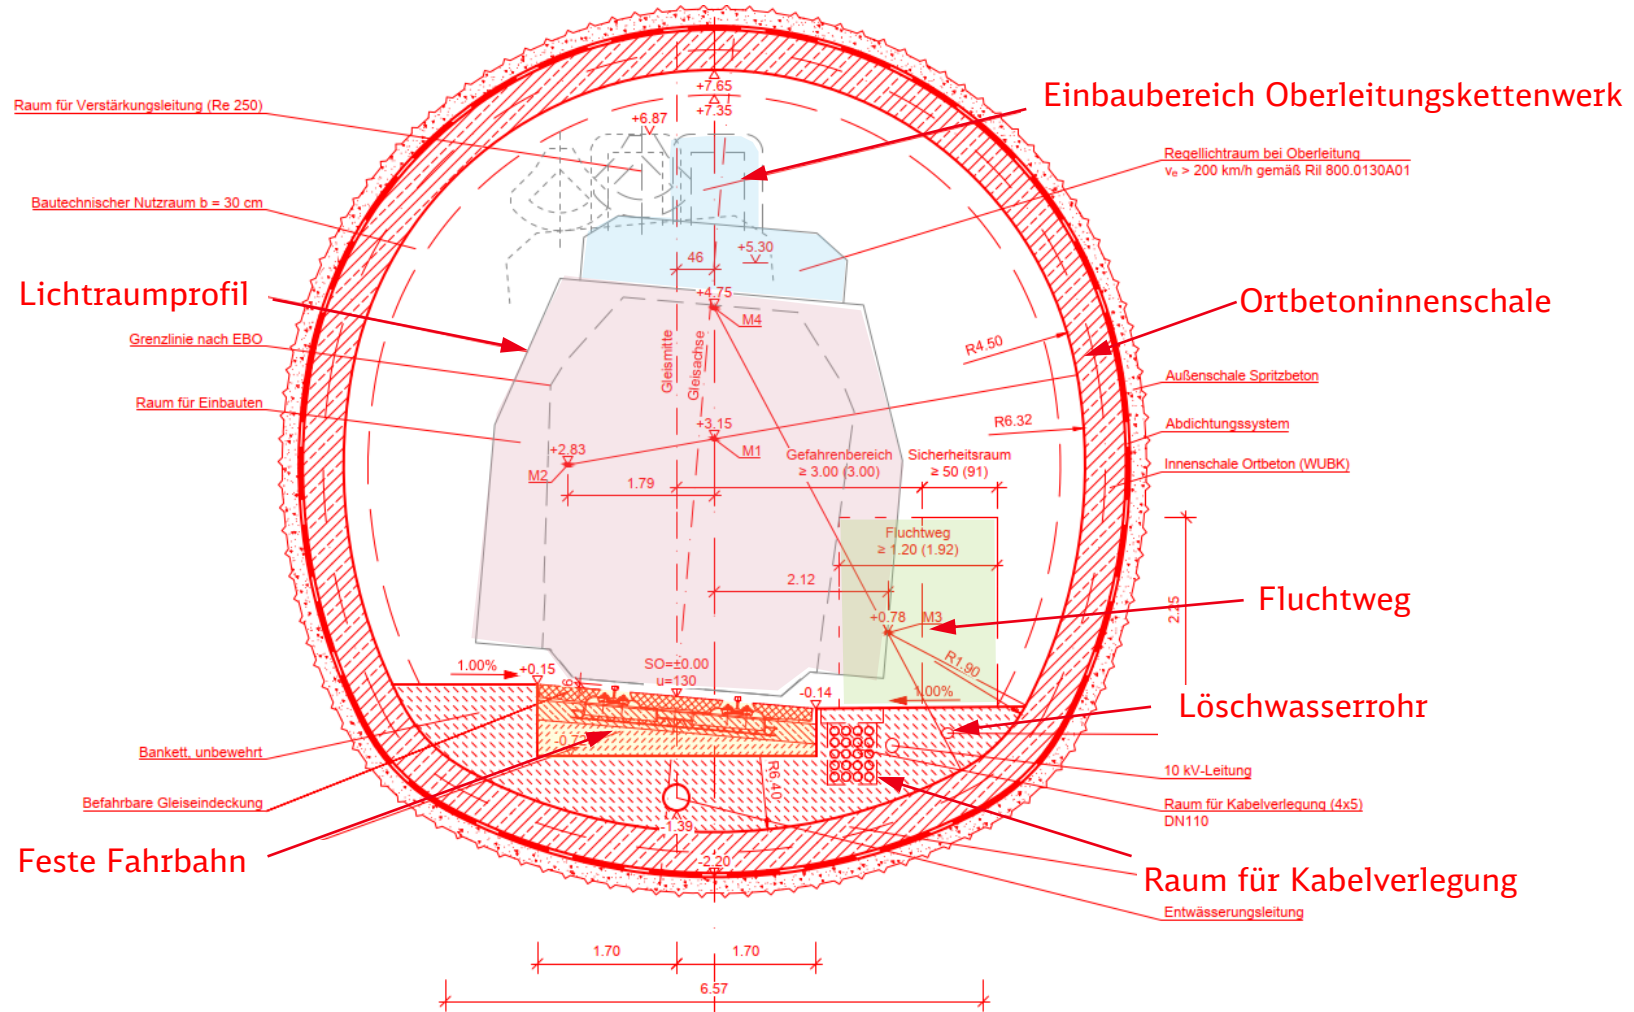 Einbaubereich Oberleitungskettenwerk
Raum für Verstärkungsleitung (Re 250)
+7.65
+7.35
+6.87
Regellichtraum bei Oberleitung
vₑ > 200 km/h gemäß Ril 800.0130A01
Bautechnischer Nutzraum b = 30 cm
+5.30
46
Lichtraumprofil
+4.75
M4
Ortbetoninnenschale
Grenzlinie nach EBO
Gleismitte
Gleisachse
R4.50
Außenschale Spritzbeton
Raum für Einbauten
+3.15
R6.32
Abdichtungssystem
+2.83
M1
M2
Gefahrenbereich
≥ 3.00 (3.00)
Sicherheitsraum
≥ 50 (91)
Innenschale Ortbeton (WUBK)
1.79
Fluchtweg
≥ 1.20 (1.92)
2.12
Fluchtweg
2.25
+0.78
M3
R1.90
1.00%
+0.15
SO=±0.00
u=130
-0.14
1.00%
Löschwasserrohr
-0.72
Bankett, unbewehrt
R6.40
10 kV-Leitung
Befahrbare Gleiseindeckung
Raum für Kabelverlegung (4x5)
DN110
-1.39
Feste Fahrbahn
-2.20
Raum für Kabelverlegung
Entwässerungsleitung
1.70
1.70
6.57